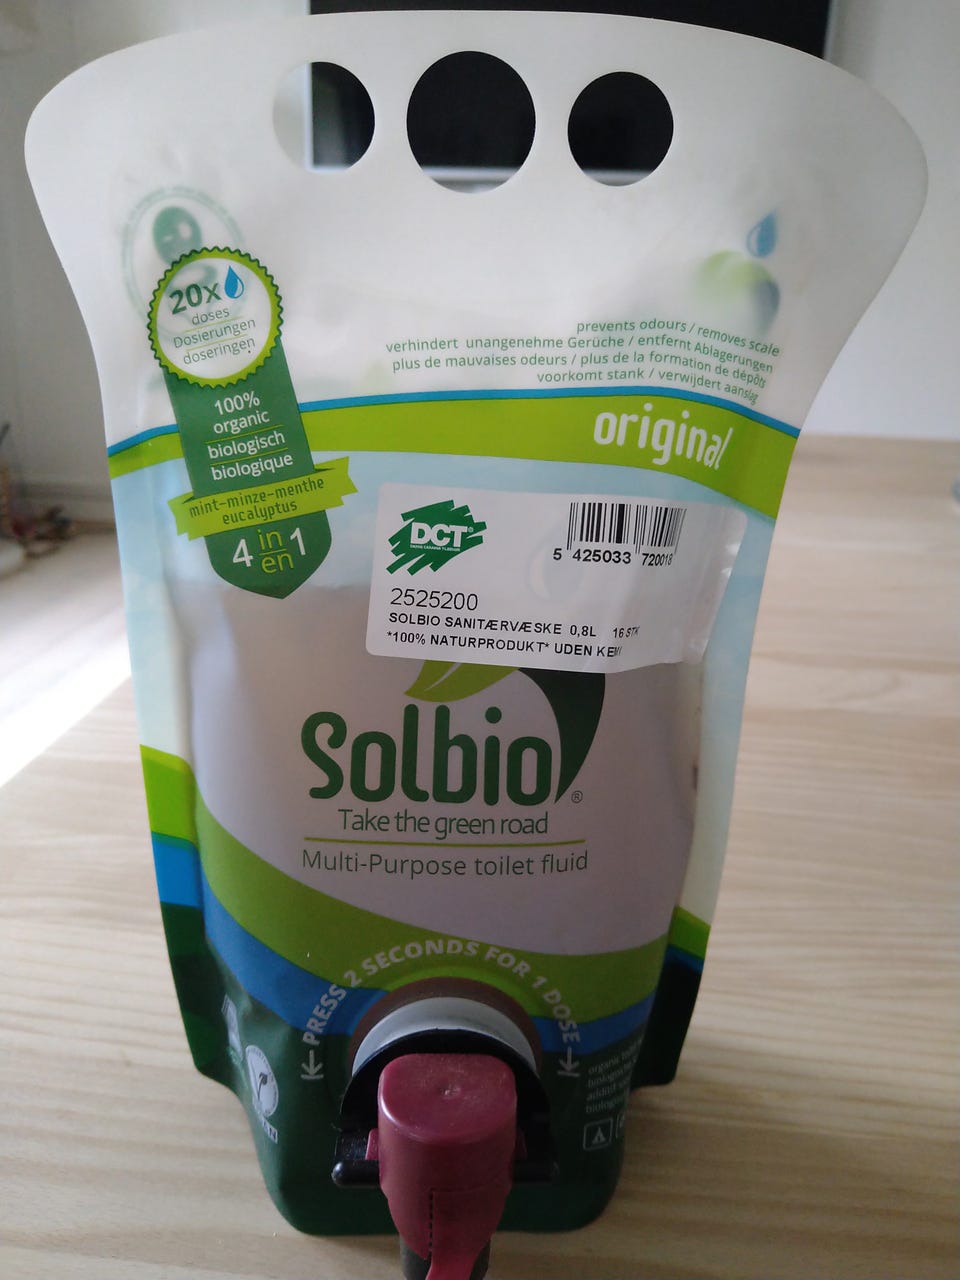 20x
doses
Dosierungen
doseringen
100%
organic
biologisch
biologique
mint-minze-menthe
eucalyptus
4 in en 1
prevents odours / removes scale
verhindert unangenehme Gerüche / entfernt Ablagerungen
plus de mauvaises odeurs / plus de la formation de dépôts
voorkomt stank / verwijdert aanslag
original
DCT®
5 425033 720018
2525200
SOLBIO SANITÆRVÆSKE 0,8L 16 STK
*100% NATURPRODUKT* UDEN KEMI
Solbio®
Take the green road
Multi-Purpose toilet fluid
PRESS 2 SECONDS FOR 1 DOSE
organic toilet